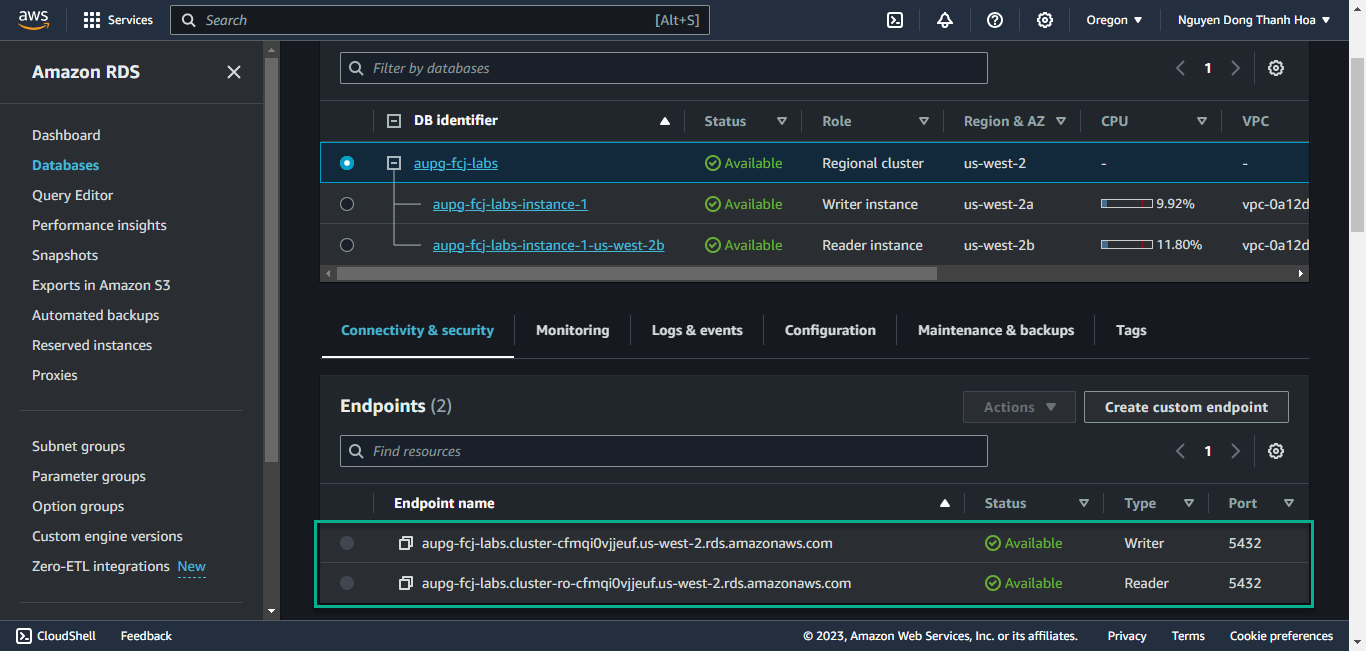 aws Services Search [Alt+S] Oregon Nguyen Dong Thanh Hoa
Amazon RDS
Dashboard
Databases
Query Editor
Performance insights
Snapshots
Exports in Amazon S3
Automated backups
Reserved instances
Proxies
Subnet groups
Parameter groups
Option groups
Custom engine versions
Zero-ETL integrations New
Filter by databases 1
DB identifier Status Role Region & AZ CPU VPC
aupg-fcj-labs Available Regional cluster us-west-2 - -
aupg-fcj-labs-instance-1 Available Writer instance us-west-2a 9.92% vpc-0a12d
aupg-fcj-labs-instance-1-us-west-2b Available Reader instance us-west-2b 11.80% vpc-0a12d
Connectivity & security Monitoring Logs & events Configuration Maintenance & backups Tags
Endpoints (2) Actions Create custom endpoint
Find resources 1
Endpoint name Status Type Port
aupg-fcj-labs.cluster-cfmqi0vjjeuf.us-west-2.rds.amazonaws.com Available Writer 5432
aupg-fcj-labs.cluster-ro-cfmqi0vjjeuf.us-west-2.rds.amazonaws.com Available Reader 5432
CloudShell Feedback © 2023, Amazon Web Services, Inc. or its affiliates. Privacy Terms Cookie preferences